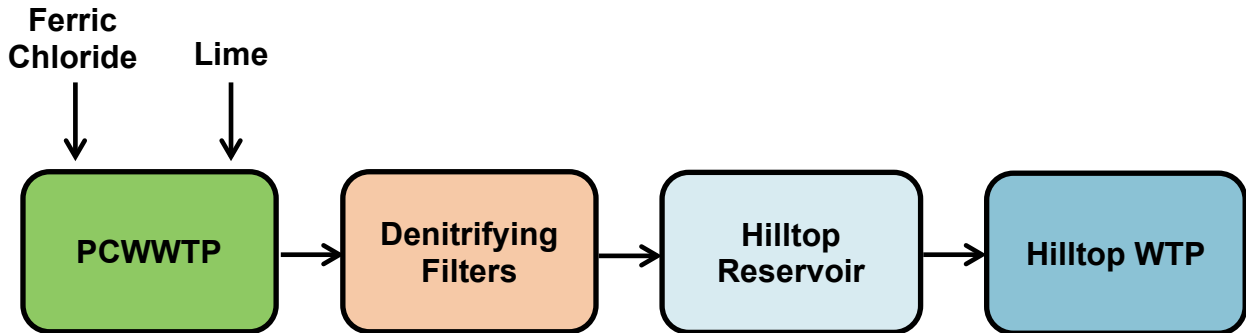 Ferric
Chloride
Lime
PCWWTP
Denitrifying
Filters
Hilltop
Reservoir
Hilltop WTP